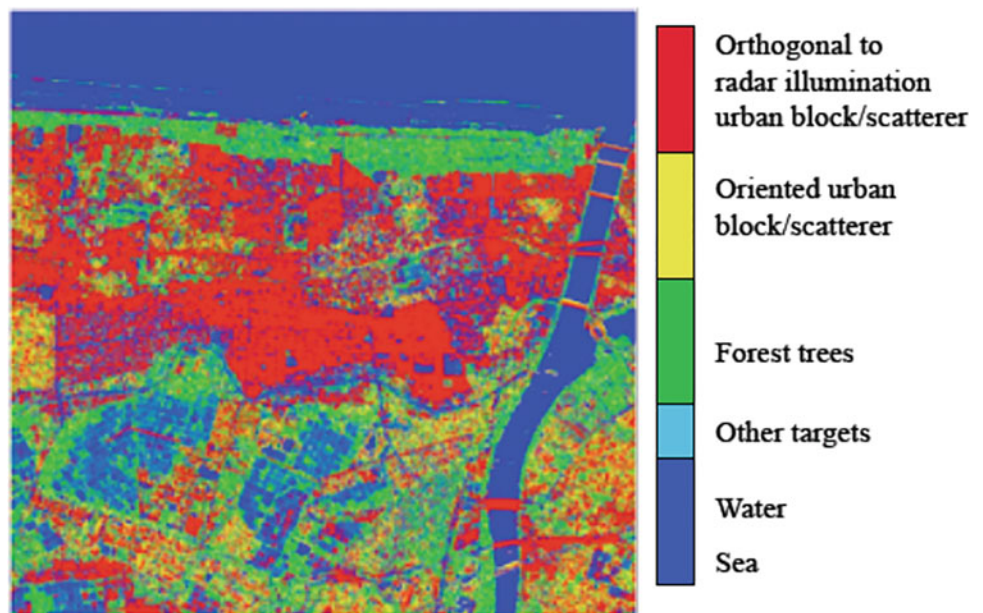 Orthogonal to
radar illumination
urban block/scatterer
Oriented urban
block/scatterer
Forest trees
Other targets
Water
Sea